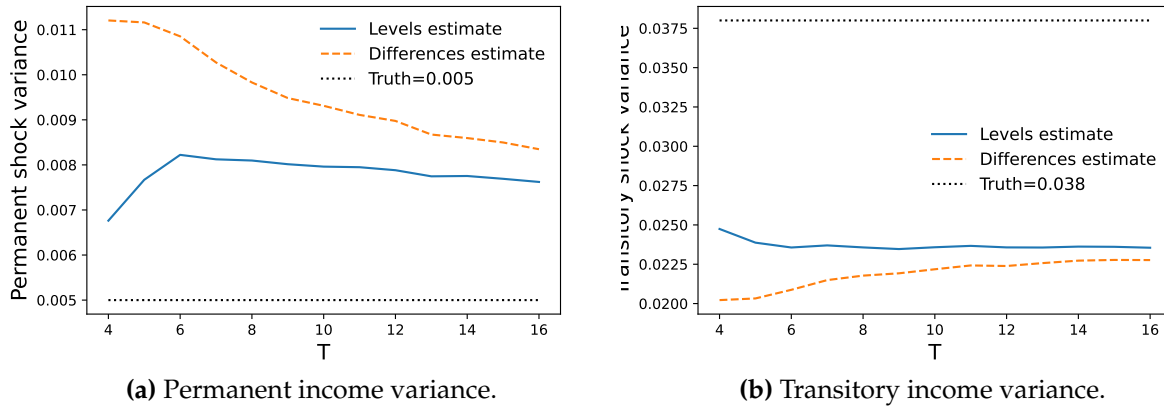 Permanent shock variance
0.011
0.010
0.009
0.008
0.007
0.006
0.005
Levels estimate
Differences estimate
Truth=0.005
4 6 8 10 12 14 16
T
(a) Permanent income variance.
Transitory shock variance
0.0375
0.0350
0.0325
0.0300
0.0275
0.0250
0.0225
0.0200
Levels estimate
Differences estimate
Truth=0.038
4 6 8 10 12 14 16
T
(b) Transitory income variance.